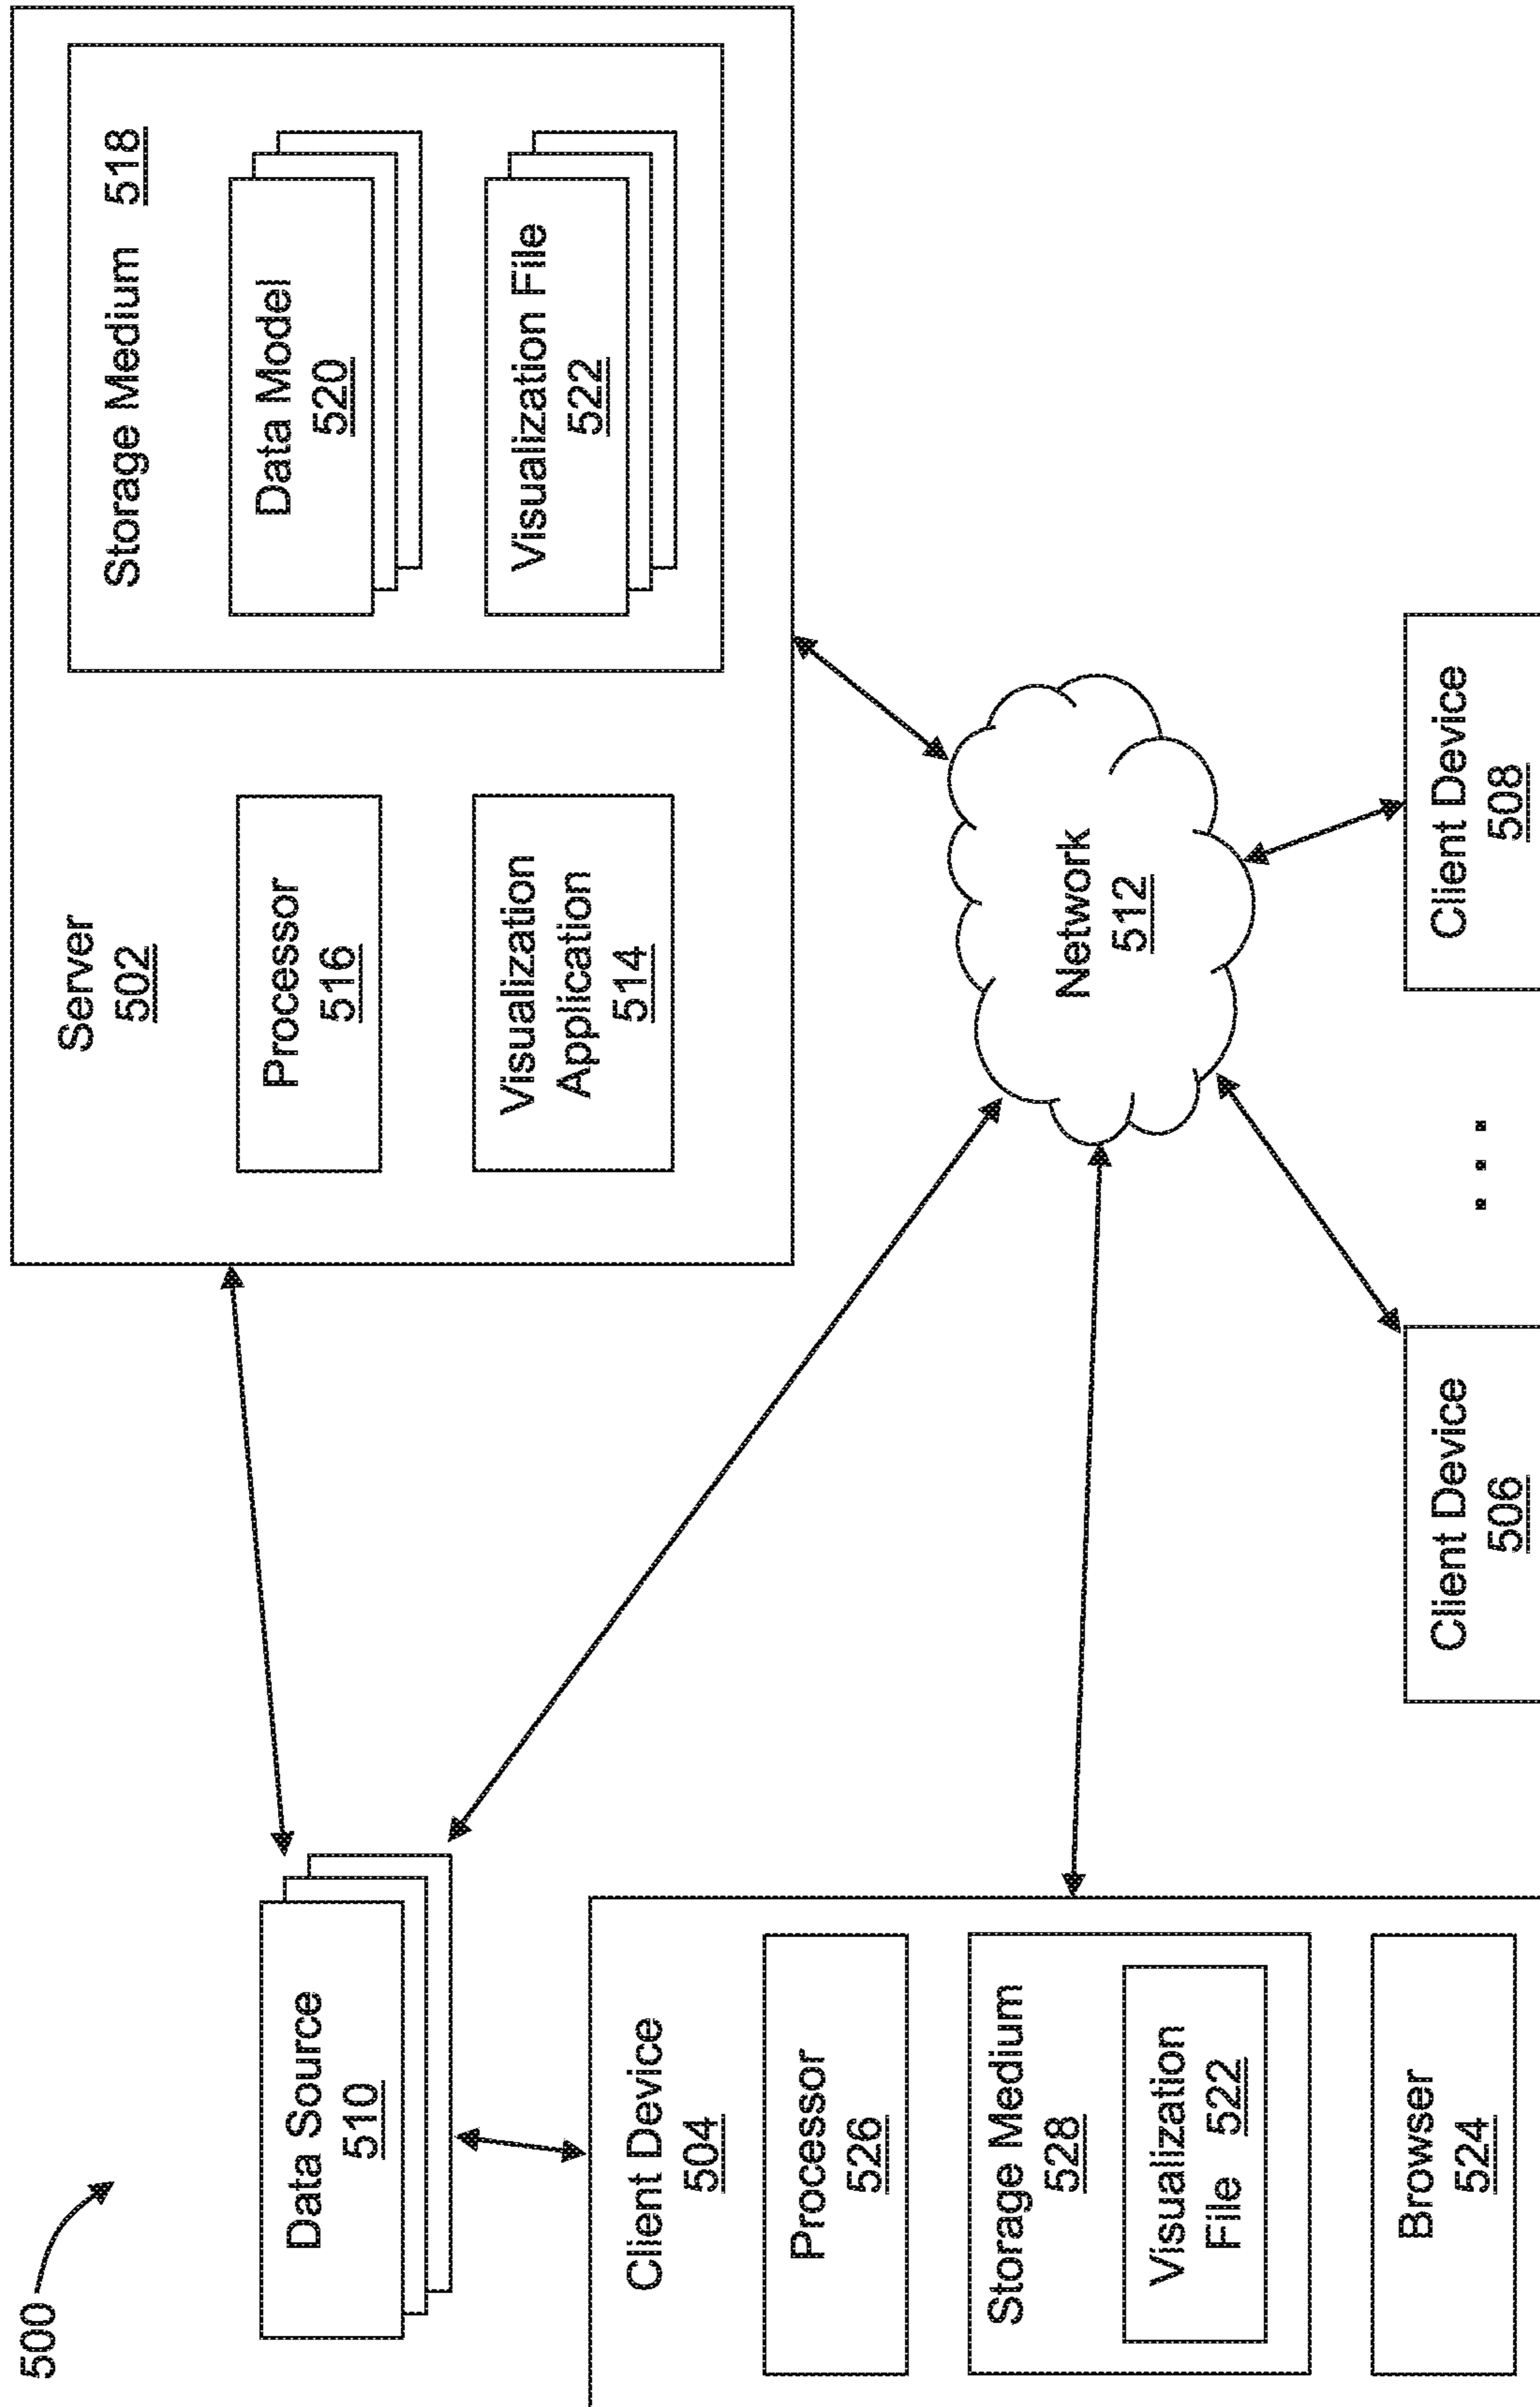 500
Data Source
510
Client Device
504
Processor
526
Storage Medium
528
Visualization
File 522
Browser
524
Server
502
Processor
516
Visualization
Application
514
Storage Medium 518
Data Model
520
Visualization File
522
Network
512
Client Device
506
. . .
Client Device
508